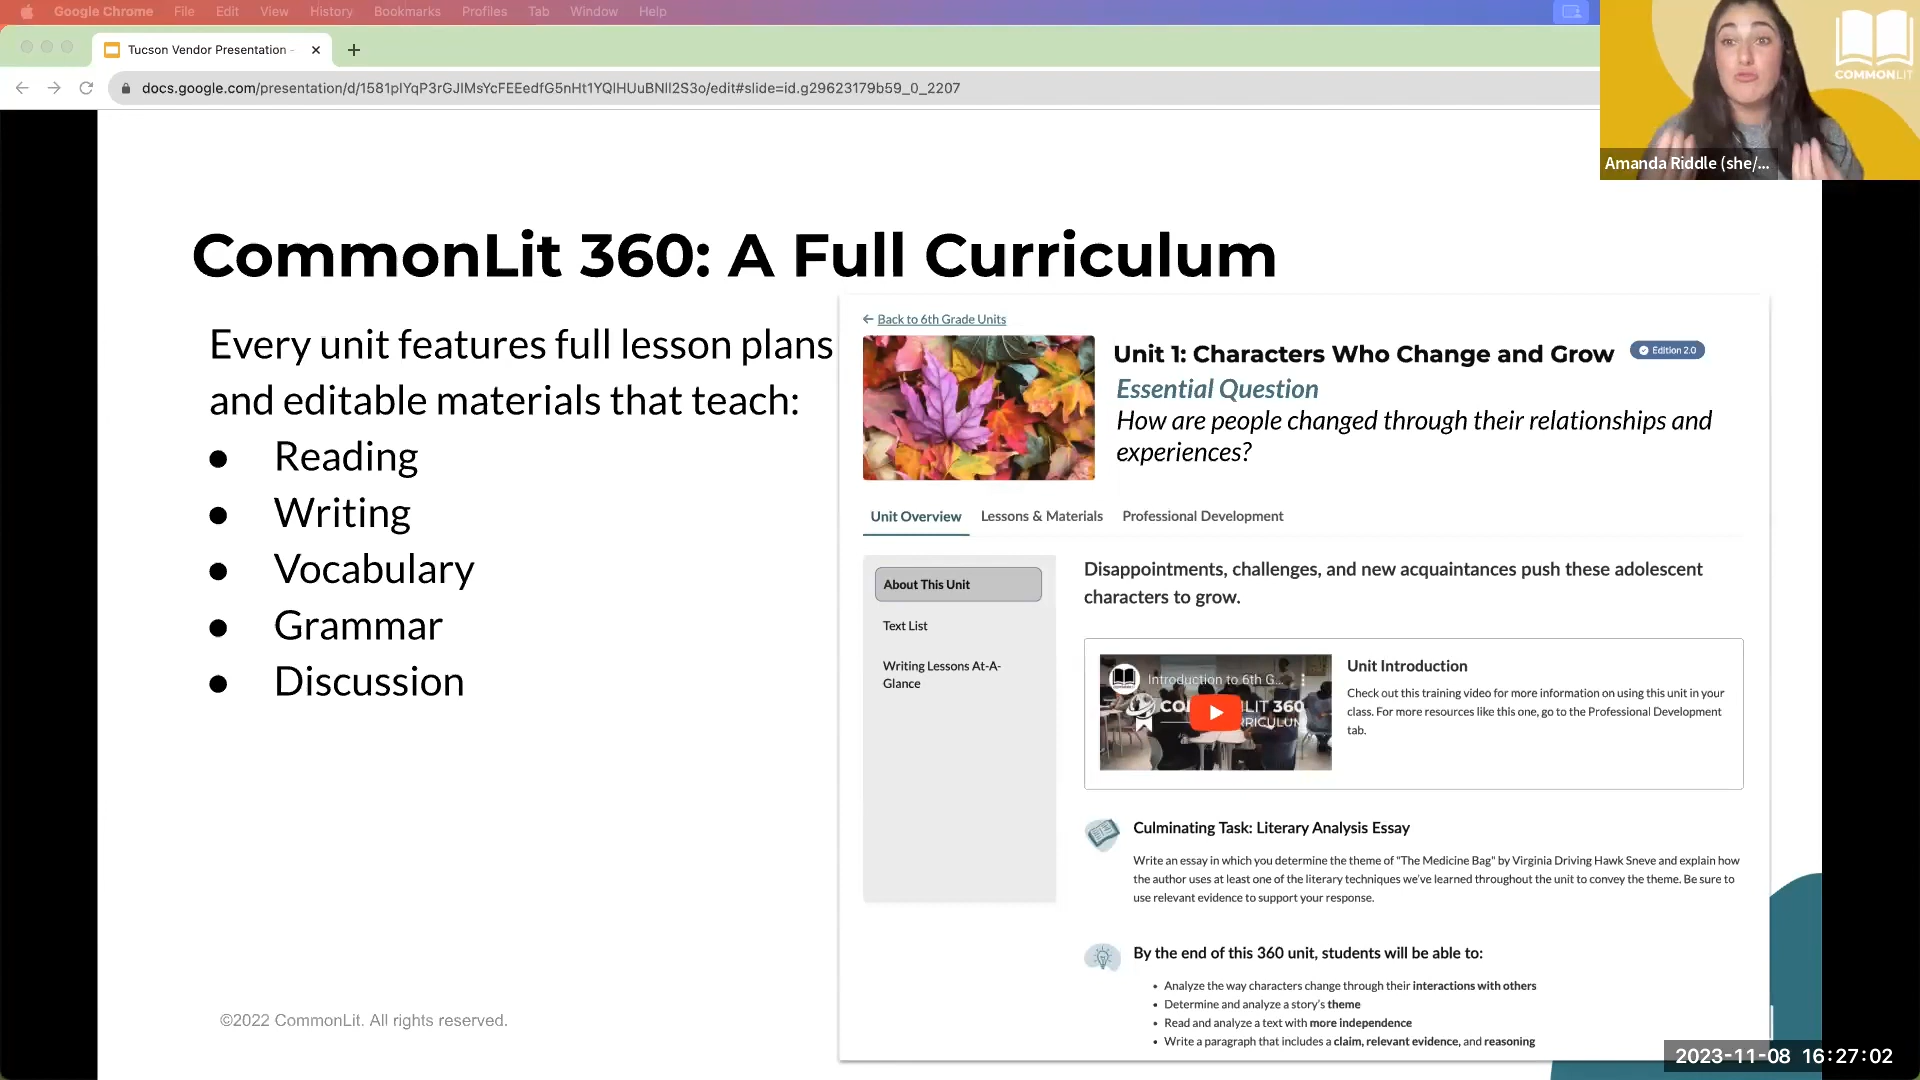 Google Chrome File Edit View History Bookmarks Profiles Tab Window Help
Tucson Vendor Presentation -
docs.google.com/presentation/d/1581pIYqP3rGJIMsYcFEEedfG5nHt1YQIHUuBNll2S3o/edit#slide=id.g29623179b59_0_2207
COMMONLIT
Amanda Riddle (she/...
CommonLit 360: A Full Curriculum
Every unit features full lesson plans
and editable materials that teach:
● Reading
● Writing
● Vocabulary
● Grammar
● Discussion
©2022 CommonLit. All rights reserved.
← Back to 6th Grade Units
Unit 1: Characters Who Change and Grow
Edition 2.0
Essential Question
How are people changed through their relationships and
experiences?
Unit Overview Lessons & Materials Professional Development
About This Unit
Text List
Writing Lessons At-A-
Glance
Disappointments, challenges, and new acquaintances push these adolescent
characters to grow.
Introduction to 6th G...
Unit Introduction
Check out this training video for more information on using this unit in your
class. For more resources like this one, go to the Professional Development
tab.
Culminating Task: Literary Analysis Essay
Write an essay in which you determine the theme of "The Medicine Bag" by Virginia Driving Hawk Sneve and explain how
the author uses at least one of the literary techniques we've learned throughout the unit to convey the theme. Be sure to
use relevant evidence to support your response.
By the end of this 360 unit, students will be able to:
• Analyze the way characters change through their interactions with others
• Determine and analyze a story's theme
• Read and analyze a text with more independence
• Write a paragraph that includes a claim, relevant evidence, and reasoning
2023-11-08 16:27:02